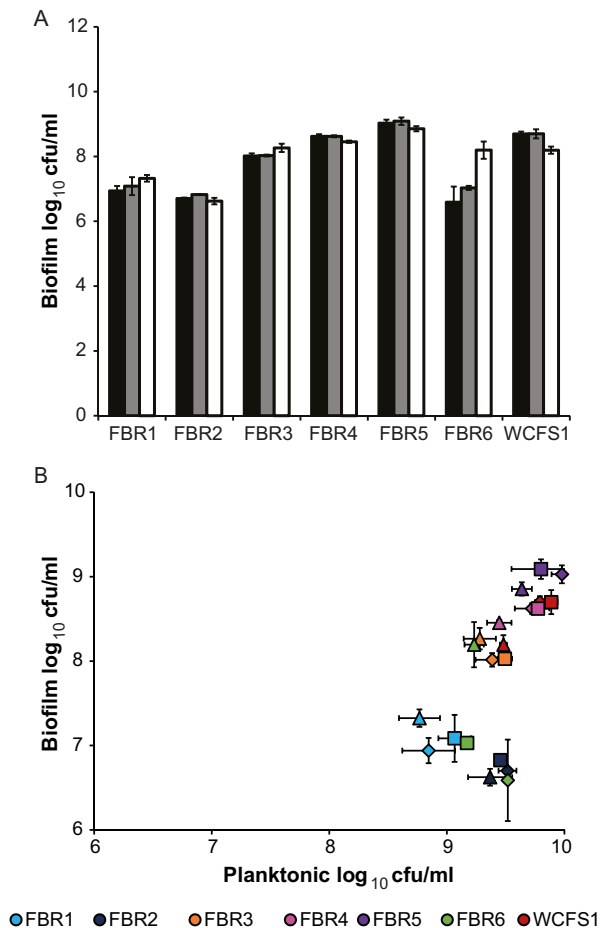 A
12
10
8
6
4
2
0
Biofilm log10 cfu/ml
FBR1 FBR2 FBR3 FBR4 FBR5 FBR6 WCFS1
B
10
9
8
7
6
Biofilm log10 cfu/ml
6 7 8 9 10
Planktonic log10 cfu/ml
FBR1 FBR2 FBR3 FBR4 FBR5 FBR6 WCFS1